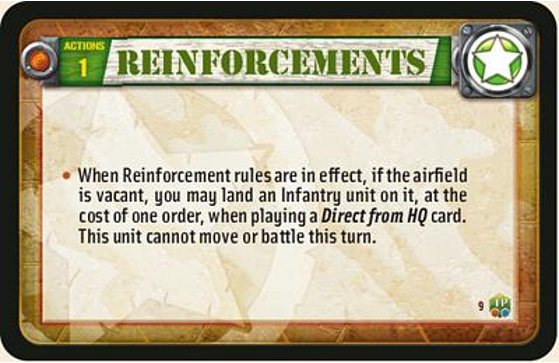 ACTIONS
1
REINFORCEMENTS
• When Reinforcement rules are in effect, if the airfield
is vacant, you may land an Infantry unit on it, at the
cost of one order, when playing a Direct from HQ card.
This unit cannot move or battle this turn.
9 TP